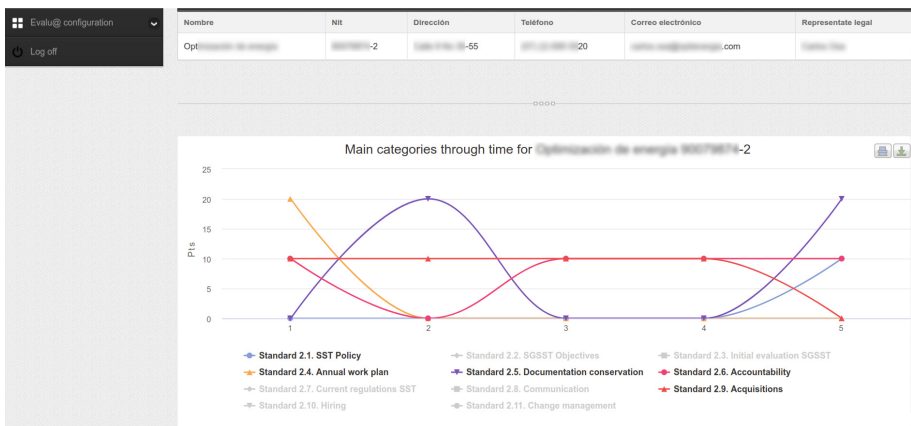 Evalu@ configuration
Log off
Nombre Nit Dirección Teléfono Correo electrónico Representate legal
Opt -2 -55 20 .com
Main categories through time for -2
25
20
15
10
5
0
Pts
1 2 3 4 5
Standard 2.1. SST Policy Standard 2.2. SGSST Objectives Standard 2.3. Initial evaluation SGSST
Standard 2.4. Annual work plan Standard 2.5. Documentation conservation Standard 2.6. Accountability
Standard 2.7. Current regulations SST Standard 2.8. Communication Standard 2.9. Acquisitions
Standard 2.10. Hiring Standard 2.11. Change management